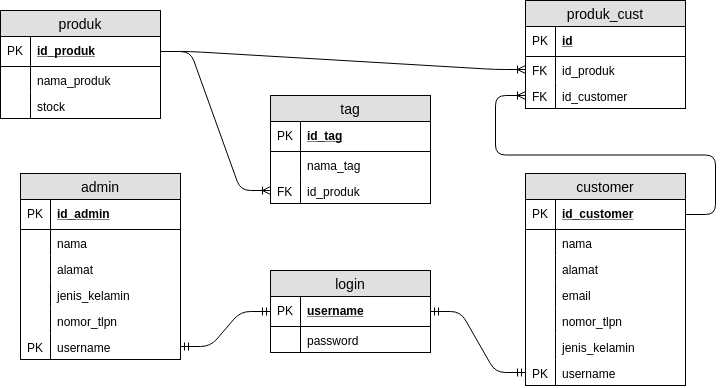 produk
PK id_produk
nama_produk
stock
produk_cust
PK id
FK id_produk
FK id_customer
tag
PK id_tag
nama_tag
FK id_produk
admin
PK id_admin
nama
alamat
jenis_kelamin
nomor_tlpn
PK username
login
PK username
password
customer
PK id_customer
nama
alamat
email
nomor_tlpn
jenis_kelamin
PK username